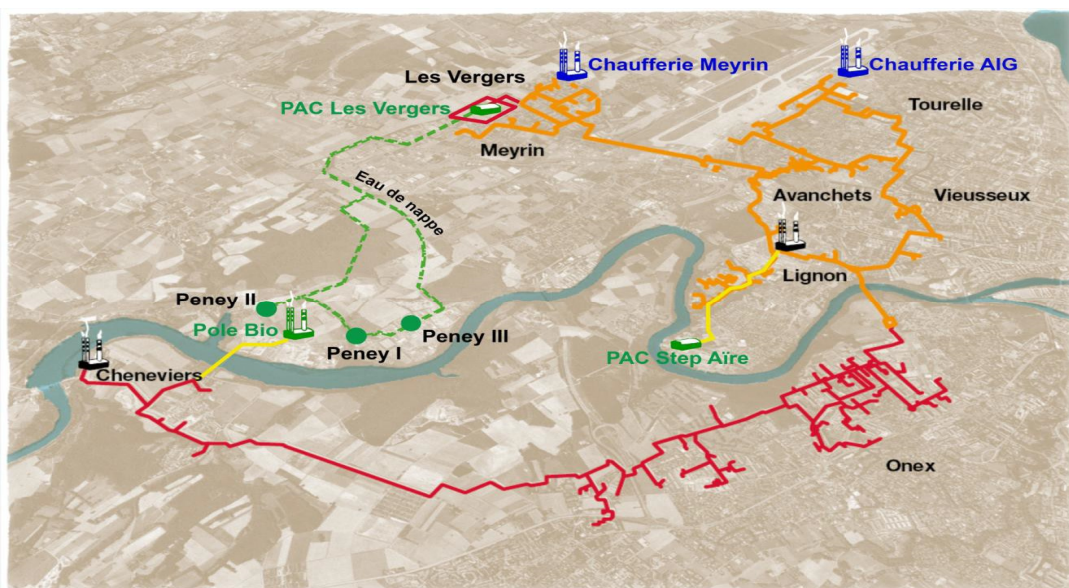 Chaufferie Meyrin
Chaufferie AIG
Les Vergers
PAC Les Vergers
Tourelle
Meyrin
Eau de nappe
Avanchets
Vieusseux
Lignon
Peney II
Pole Bio
Peney I
Peney III
PAC Step Aïre
Cheneviers
Onex